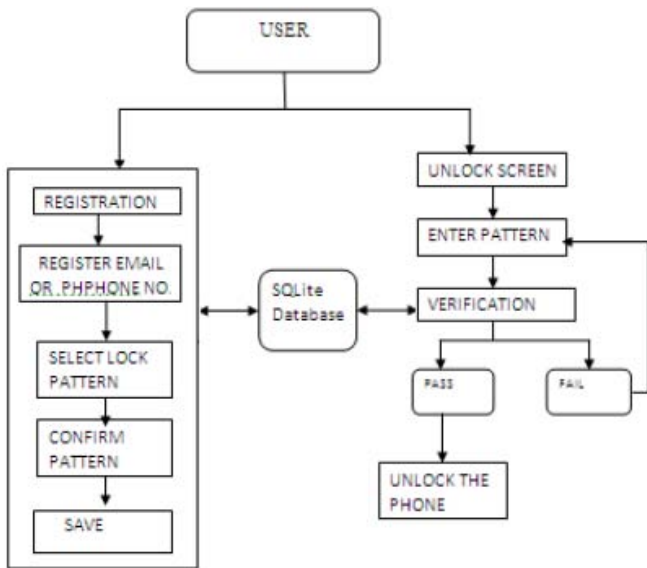 USER
REGISTRATION
REGISTER EMAIL
OR .PHPHONE NO.
SELECT LOCK
PATTERN
CONFIRM
PATTERN
SAVE
SQLite
Database
UNLOCK SCREEN
ENTER PATTERN
VERIFICATION
PASS
FAIL
UNLOCK THE
PHONE